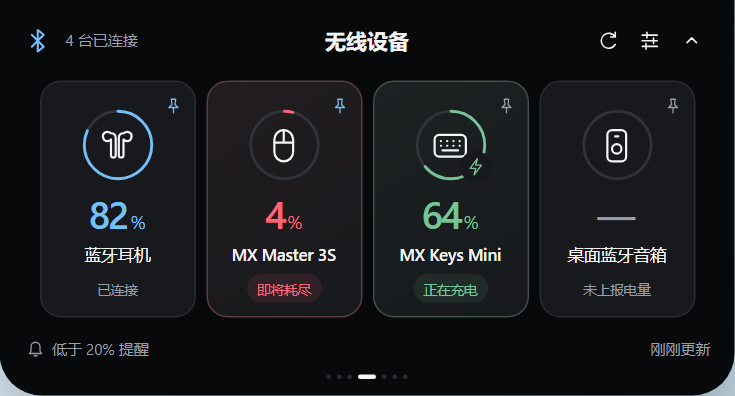 4 台已连接
无线设备
82%
蓝牙耳机
已连接
4%
MX Master 3S
即将耗尽
64%
MX Keys Mini
正在充电
—
桌面蓝牙音箱
未上报电量
低于 20% 提醒
刚刚更新